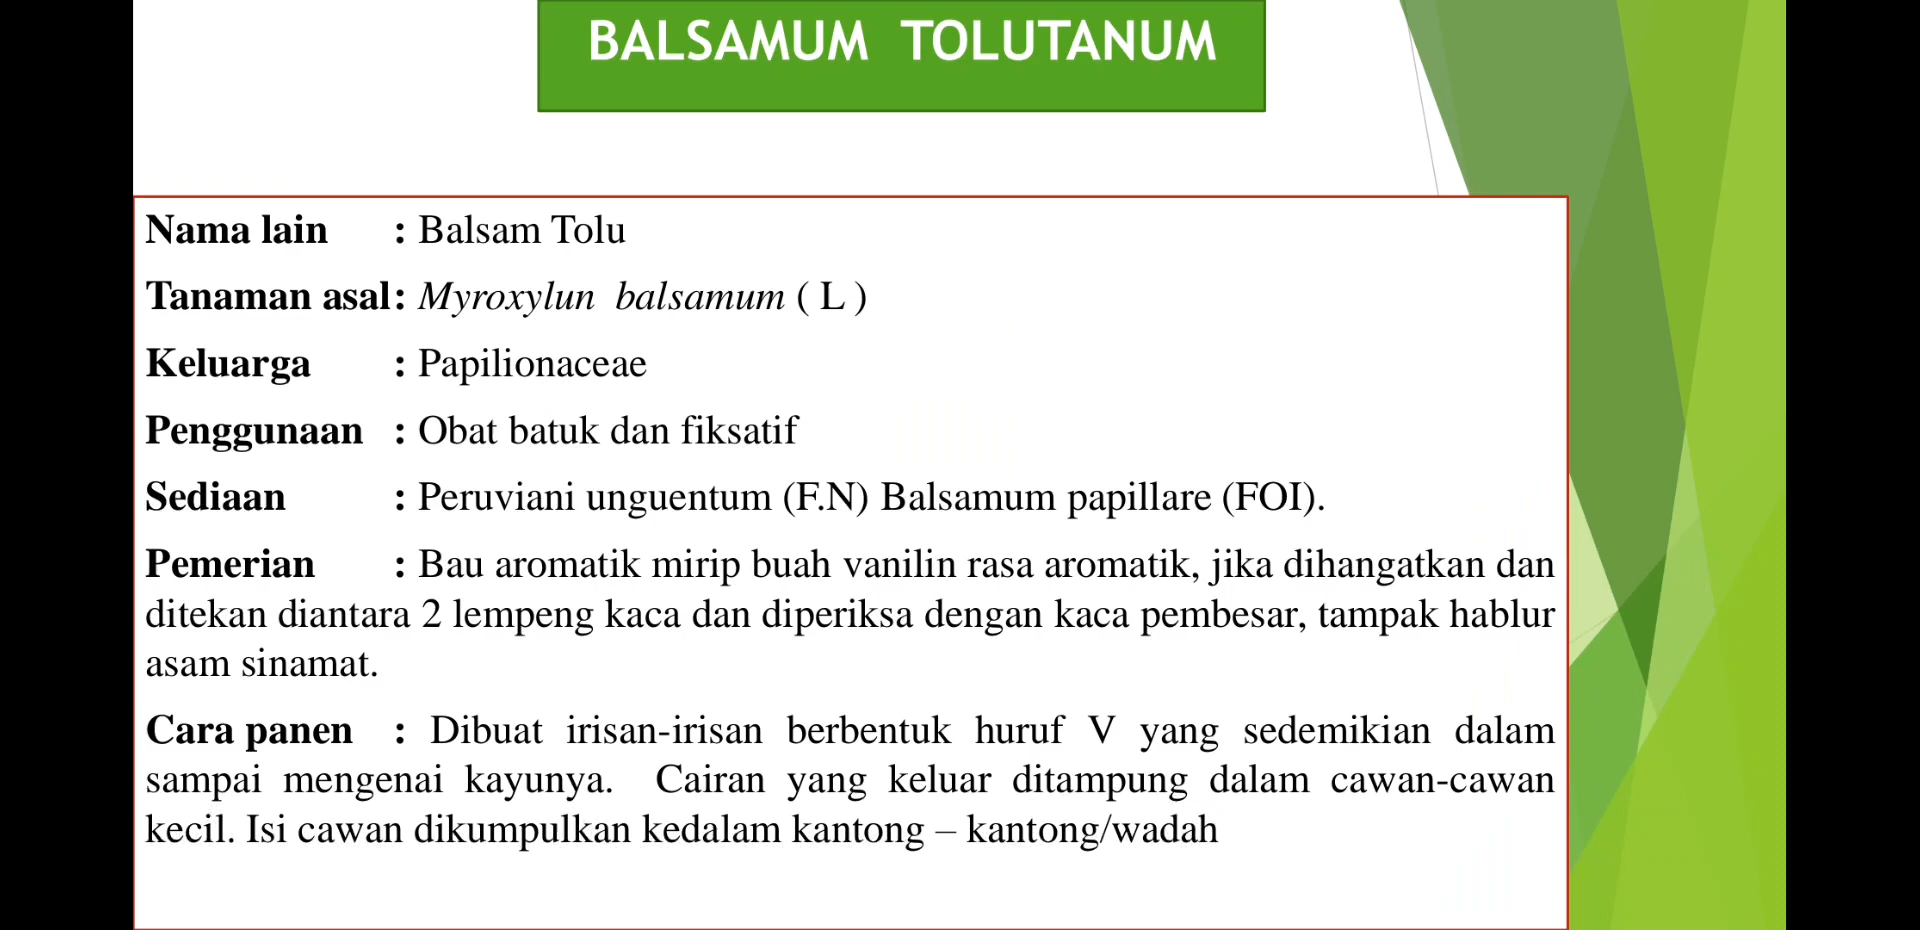 BALSAMUM TOLUTANUM
Nama lain : Balsam Tolu
Tanaman asal: Myroxylun balsamum ( L )
Keluarga : Papilionaceae
Penggunaan : Obat batuk dan fiksatif
Sediaan : Peruviani unguentum (F.N) Balsamum papillare (FOI).
Pemerian : Bau aromatik mirip buah vanilin rasa aromatik, jika dihangatkan dan
ditekan diantara 2 lempeng kaca dan diperiksa dengan kaca pembesar, tampak hablur
asam sinamat.
Cara panen : Dibuat irisan-irisan berbentuk huruf V yang sedemikian dalam
sampai mengenai kayunya. Cairan yang keluar ditampung dalam cawan-cawan
kecil. Isi cawan dikumpulkan kedalam kantong – kantong/wadah